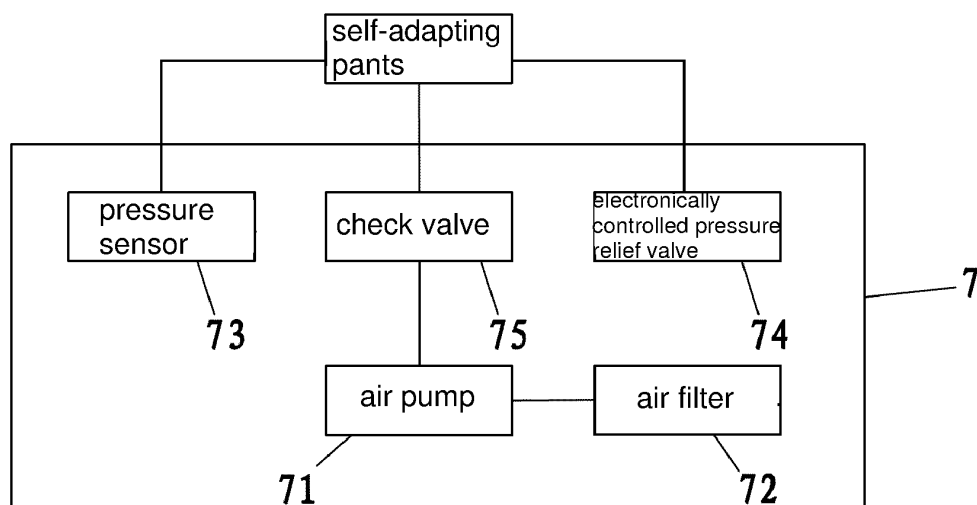 self-adapting
pants
pressure
sensor
check valve
electronically
controlled pressure
relief valve
7
73
75
74
air pump
air filter
71
72